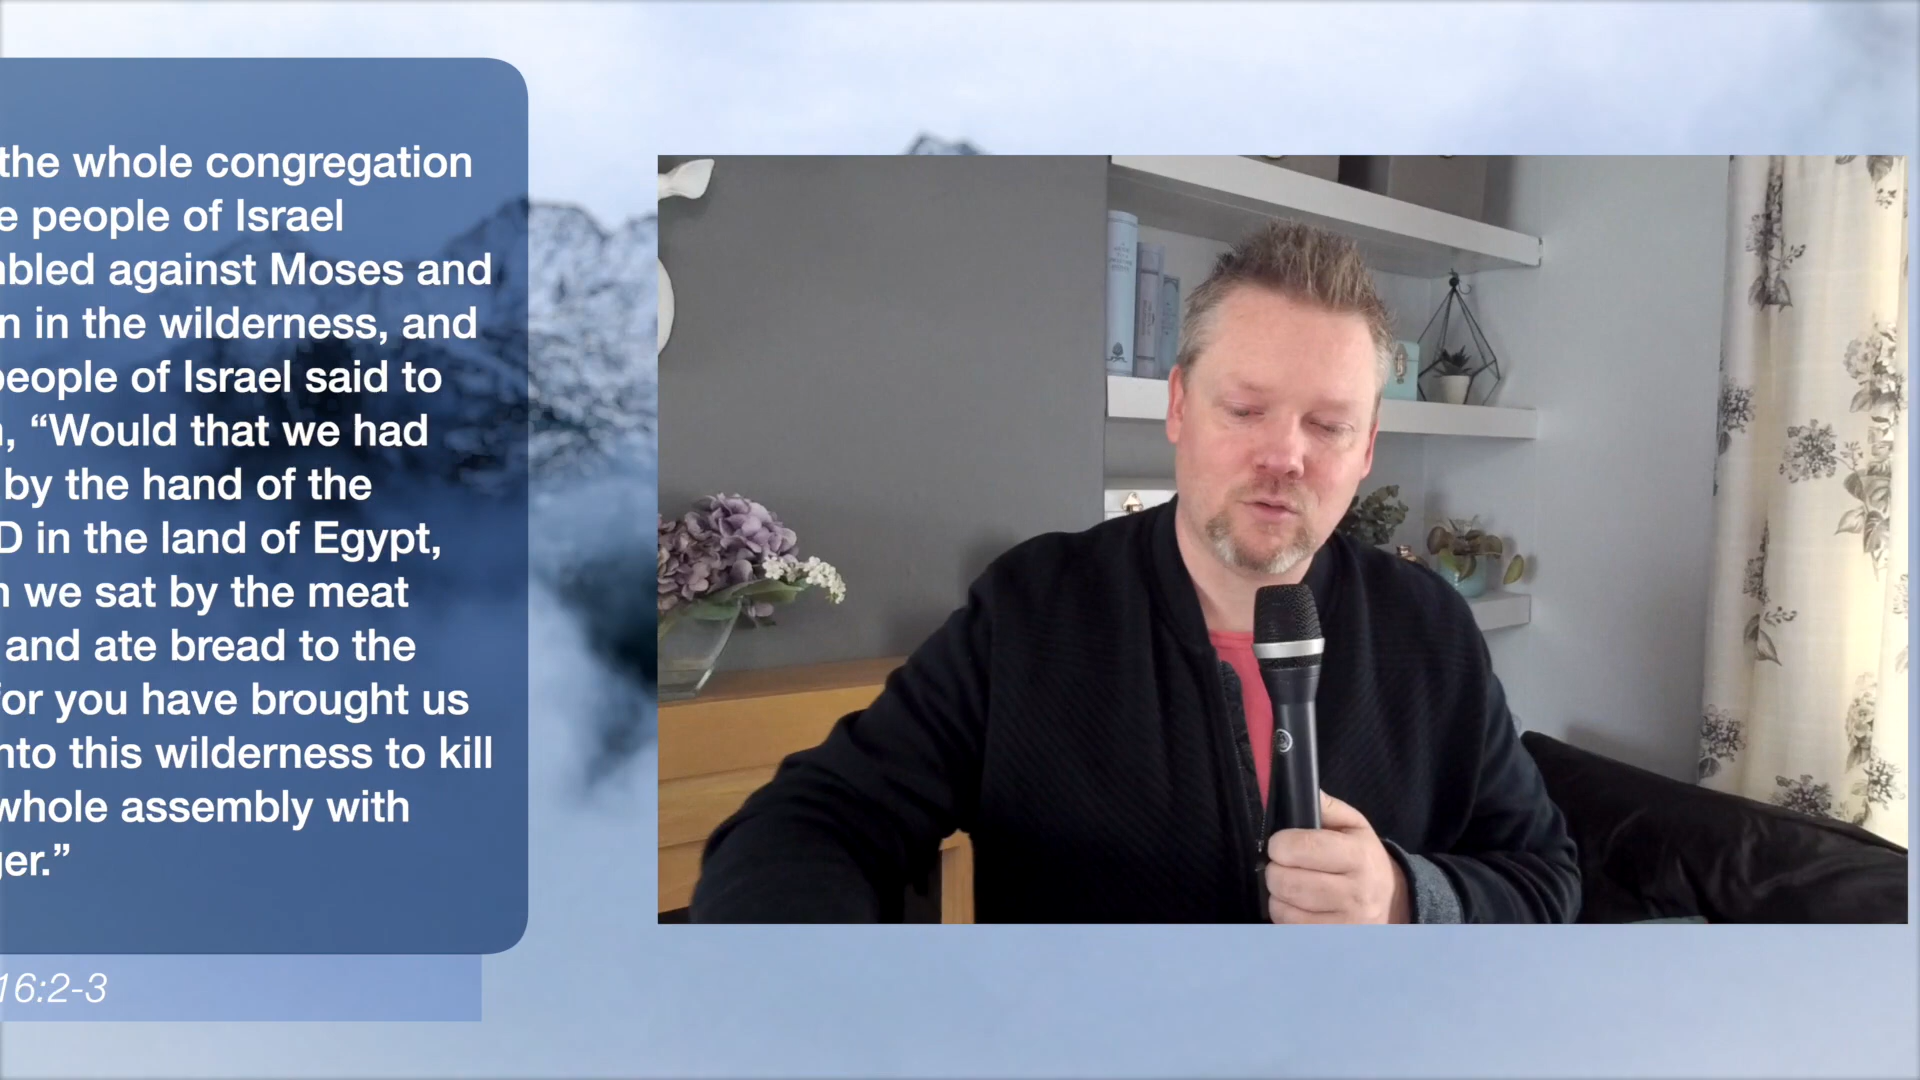 the whole congregation
people of Israel
against Moses and
in the wilderness, and
people of Israel said to
“Would that we had
by the hand of the
D in the land of Egypt,
we sat by the meat
and ate bread to the
for you have brought us
nto this wilderness to kill
whole assembly with
ger.”
16:2-3